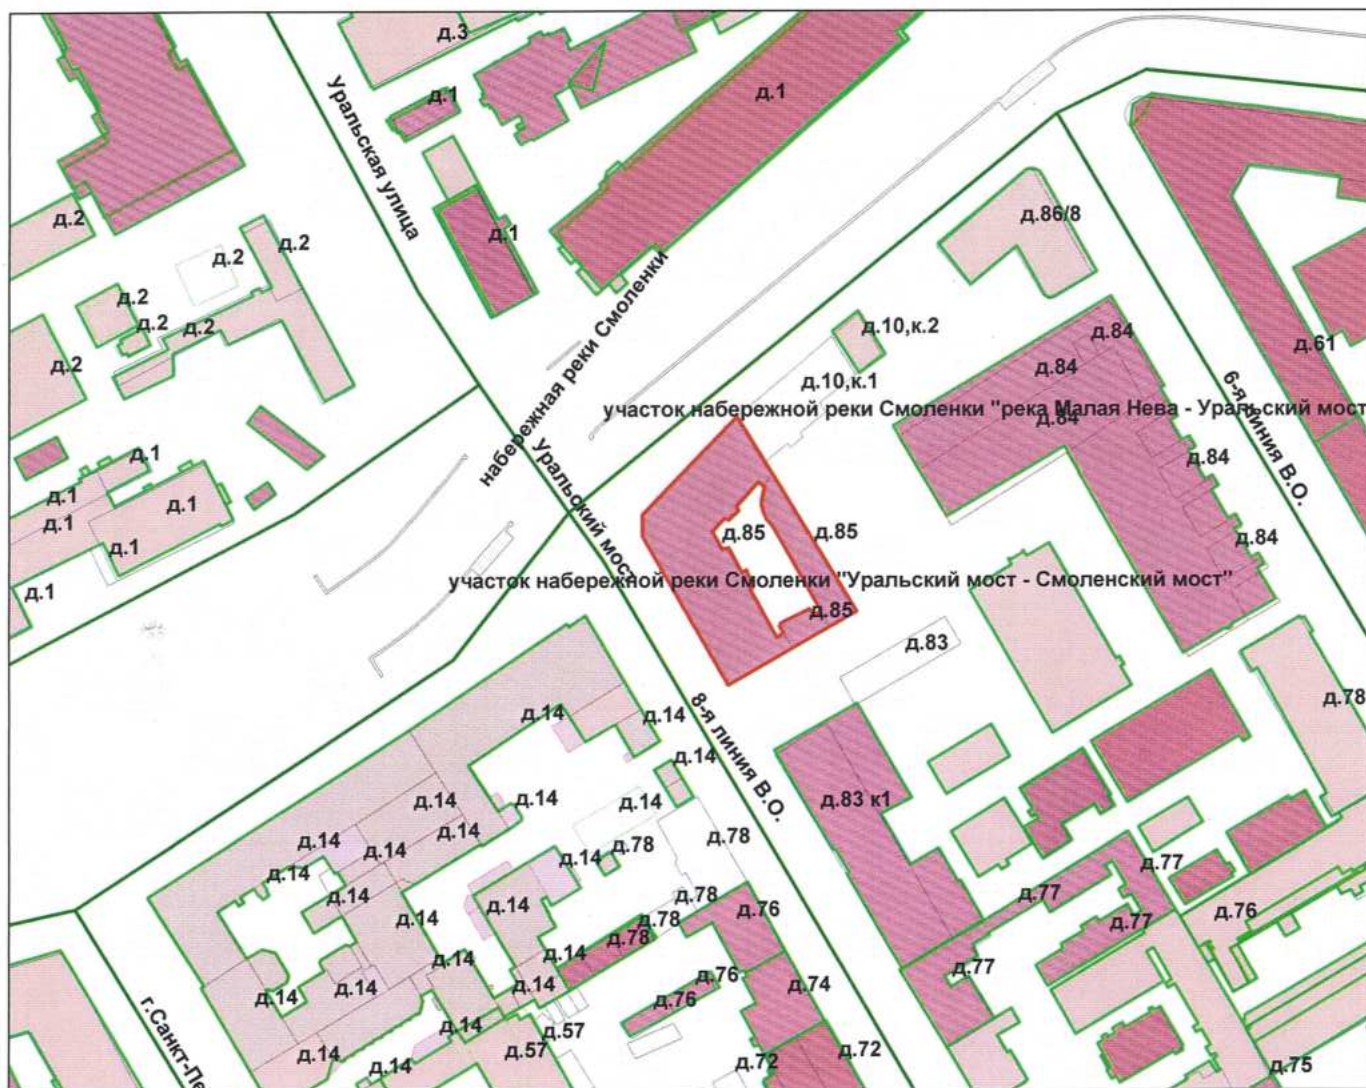 д.3
д.1
д.1
Уральская улица
д.2
д.2
д.2
д.1
д.86/8
набережная реки Смоленки
д.2
д.2
д.2
д.2
д.10,к.2
д.84
д.84
д.61
д.10,к.1
6-я линия В.О.
участок набережной реки Смоленки "река Малая Нева - Уральский мост
д.84
д.1
д.84
Уральский мост
д.1
д.1
д.1
д.85
д.85
д.84
д.1
участок набережной реки Смоленки "Уральский мост - Смоленский мост"
д.1
д.85
д.83
8-я линия В.О.
д.78
д.14
д.14
д.14
д.14
д.14
д.14
д.83 к1
д.14
д.14
д.78
д.78
д.14
д.14
д.14
д.77
д.14
д.14
д.14
д.78
д.77
д.14
д.78
д.76
д.77
д.76
д.78
д.14
д.14
д.77
д.14
д.14
д.14
д.76
д.74
д.76
г.Санкт-Пе
д.14
д.57
д.14
д.14
д.57
д.72
д.72
д.75